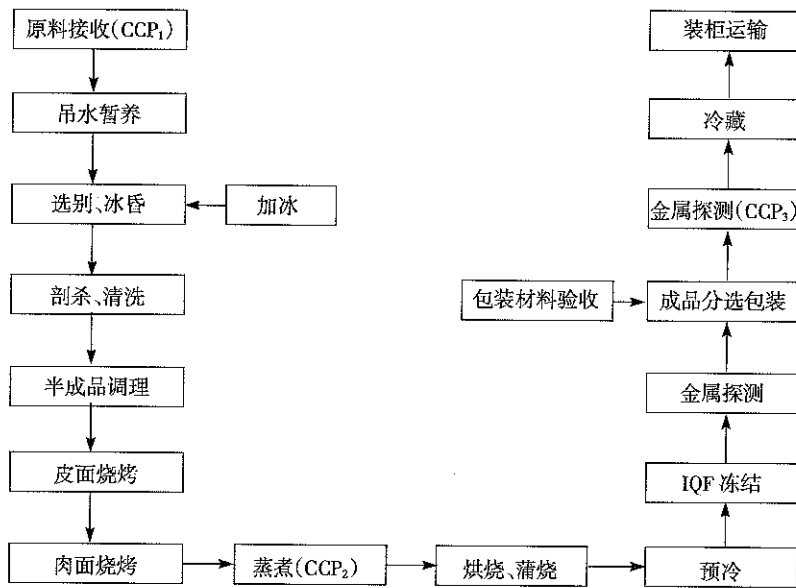 原料接收(CCP₁)
吊水暂养
选别、冰昏
加冰
剖杀、清洗
半成品调理
皮面烧烤
肉面烧烤
蒸煮(CCP₂)
烘烧、蒲烧
预冷
IQF 冻结
金属探测
成品分选包装
包装材料验收
金属探测(CCP₃)
冷藏
装柜运输